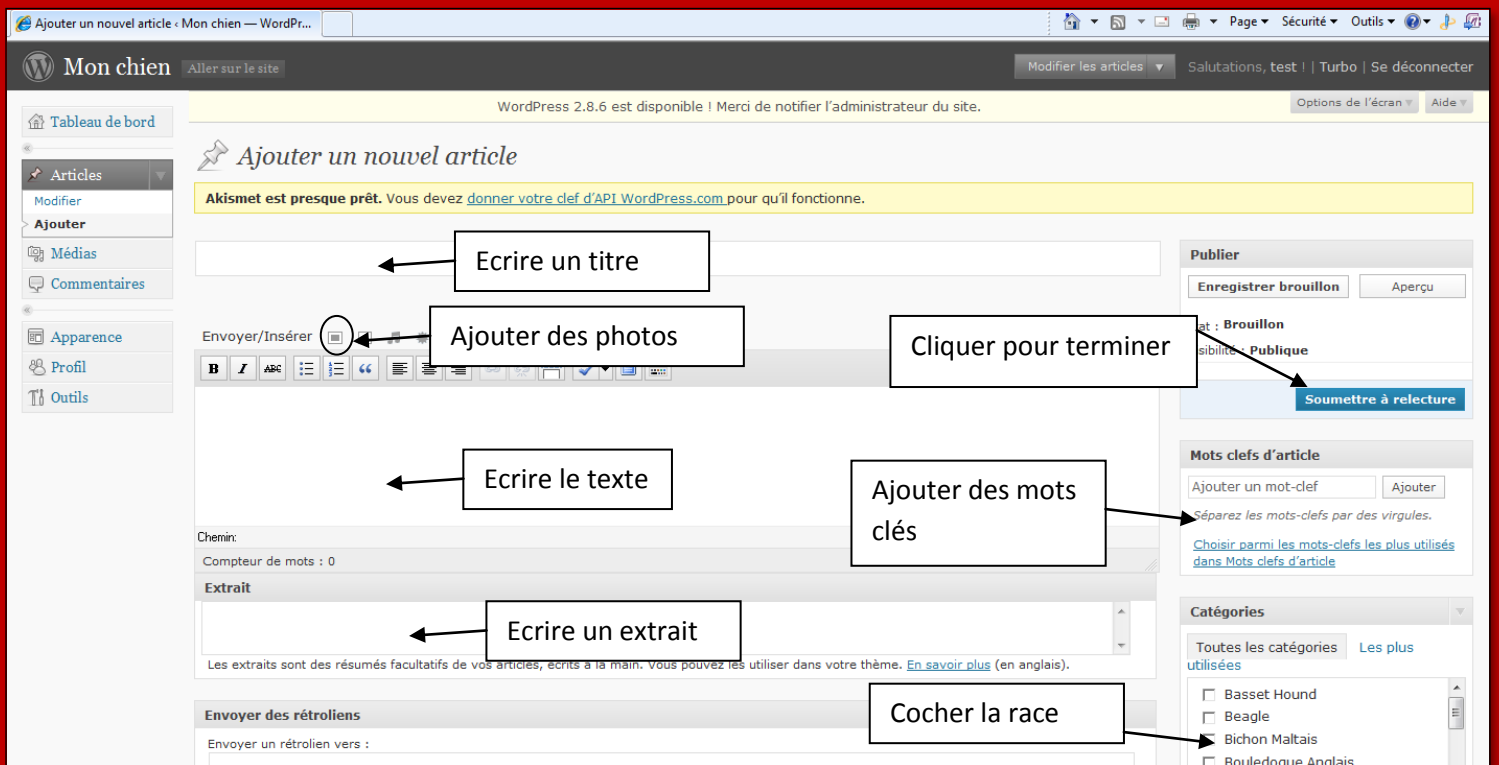 Ajouter un nouvel article ‹ Mon chien — WordPr...
Page Sécurité Outils
Mon chien Aller sur le site
Modifier les articles Salutations, test ! | Turbo | Se déconnecter
WordPress 2.8.6 est disponible ! Merci de notifier l'administrateur du site.
Options de l'écran Aide
Tableau de bord
Articles
Modifier
Ajouter
Médias
Commentaires
Apparence
Profil
Outils
Ajouter un nouvel article
Akismet est presque prêt. Vous devez donner votre clef d'API WordPress.com pour qu'il fonctionne.
Ecrire un titre
Envoyer/Insérer
Ajouter des photos
B I ABC
Ecrire le texte
Chemin:
Compteur de mots : 0
Extrait
Ecrire un extrait
Les extraits sont des résumés facultatifs de vos articles, écrits à la main. Vous pouvez les utiliser dans votre thème. En savoir plus (en anglais).
Envoyer des rétroliens
Envoyer un rétrolien vers :
Publier
Enregistrer brouillon Aperçu
at : Brouillon
sibilité : Publique
Cliquer pour terminer
Soumettre à relecture
Mots clefs d'article
Ajouter un mot-clef Ajouter
Séparez les mots-clefs par des virgules.
Choisir parmi les mots-clefs les plus utilisés
dans Mots clefs d'article
Ajouter des mots
clés
Catégories
Toutes les catégories Les plus
utilisées
Basset Hound
Beagle
Bichon Maltais
Bouledogue Anglais
Cocher la race